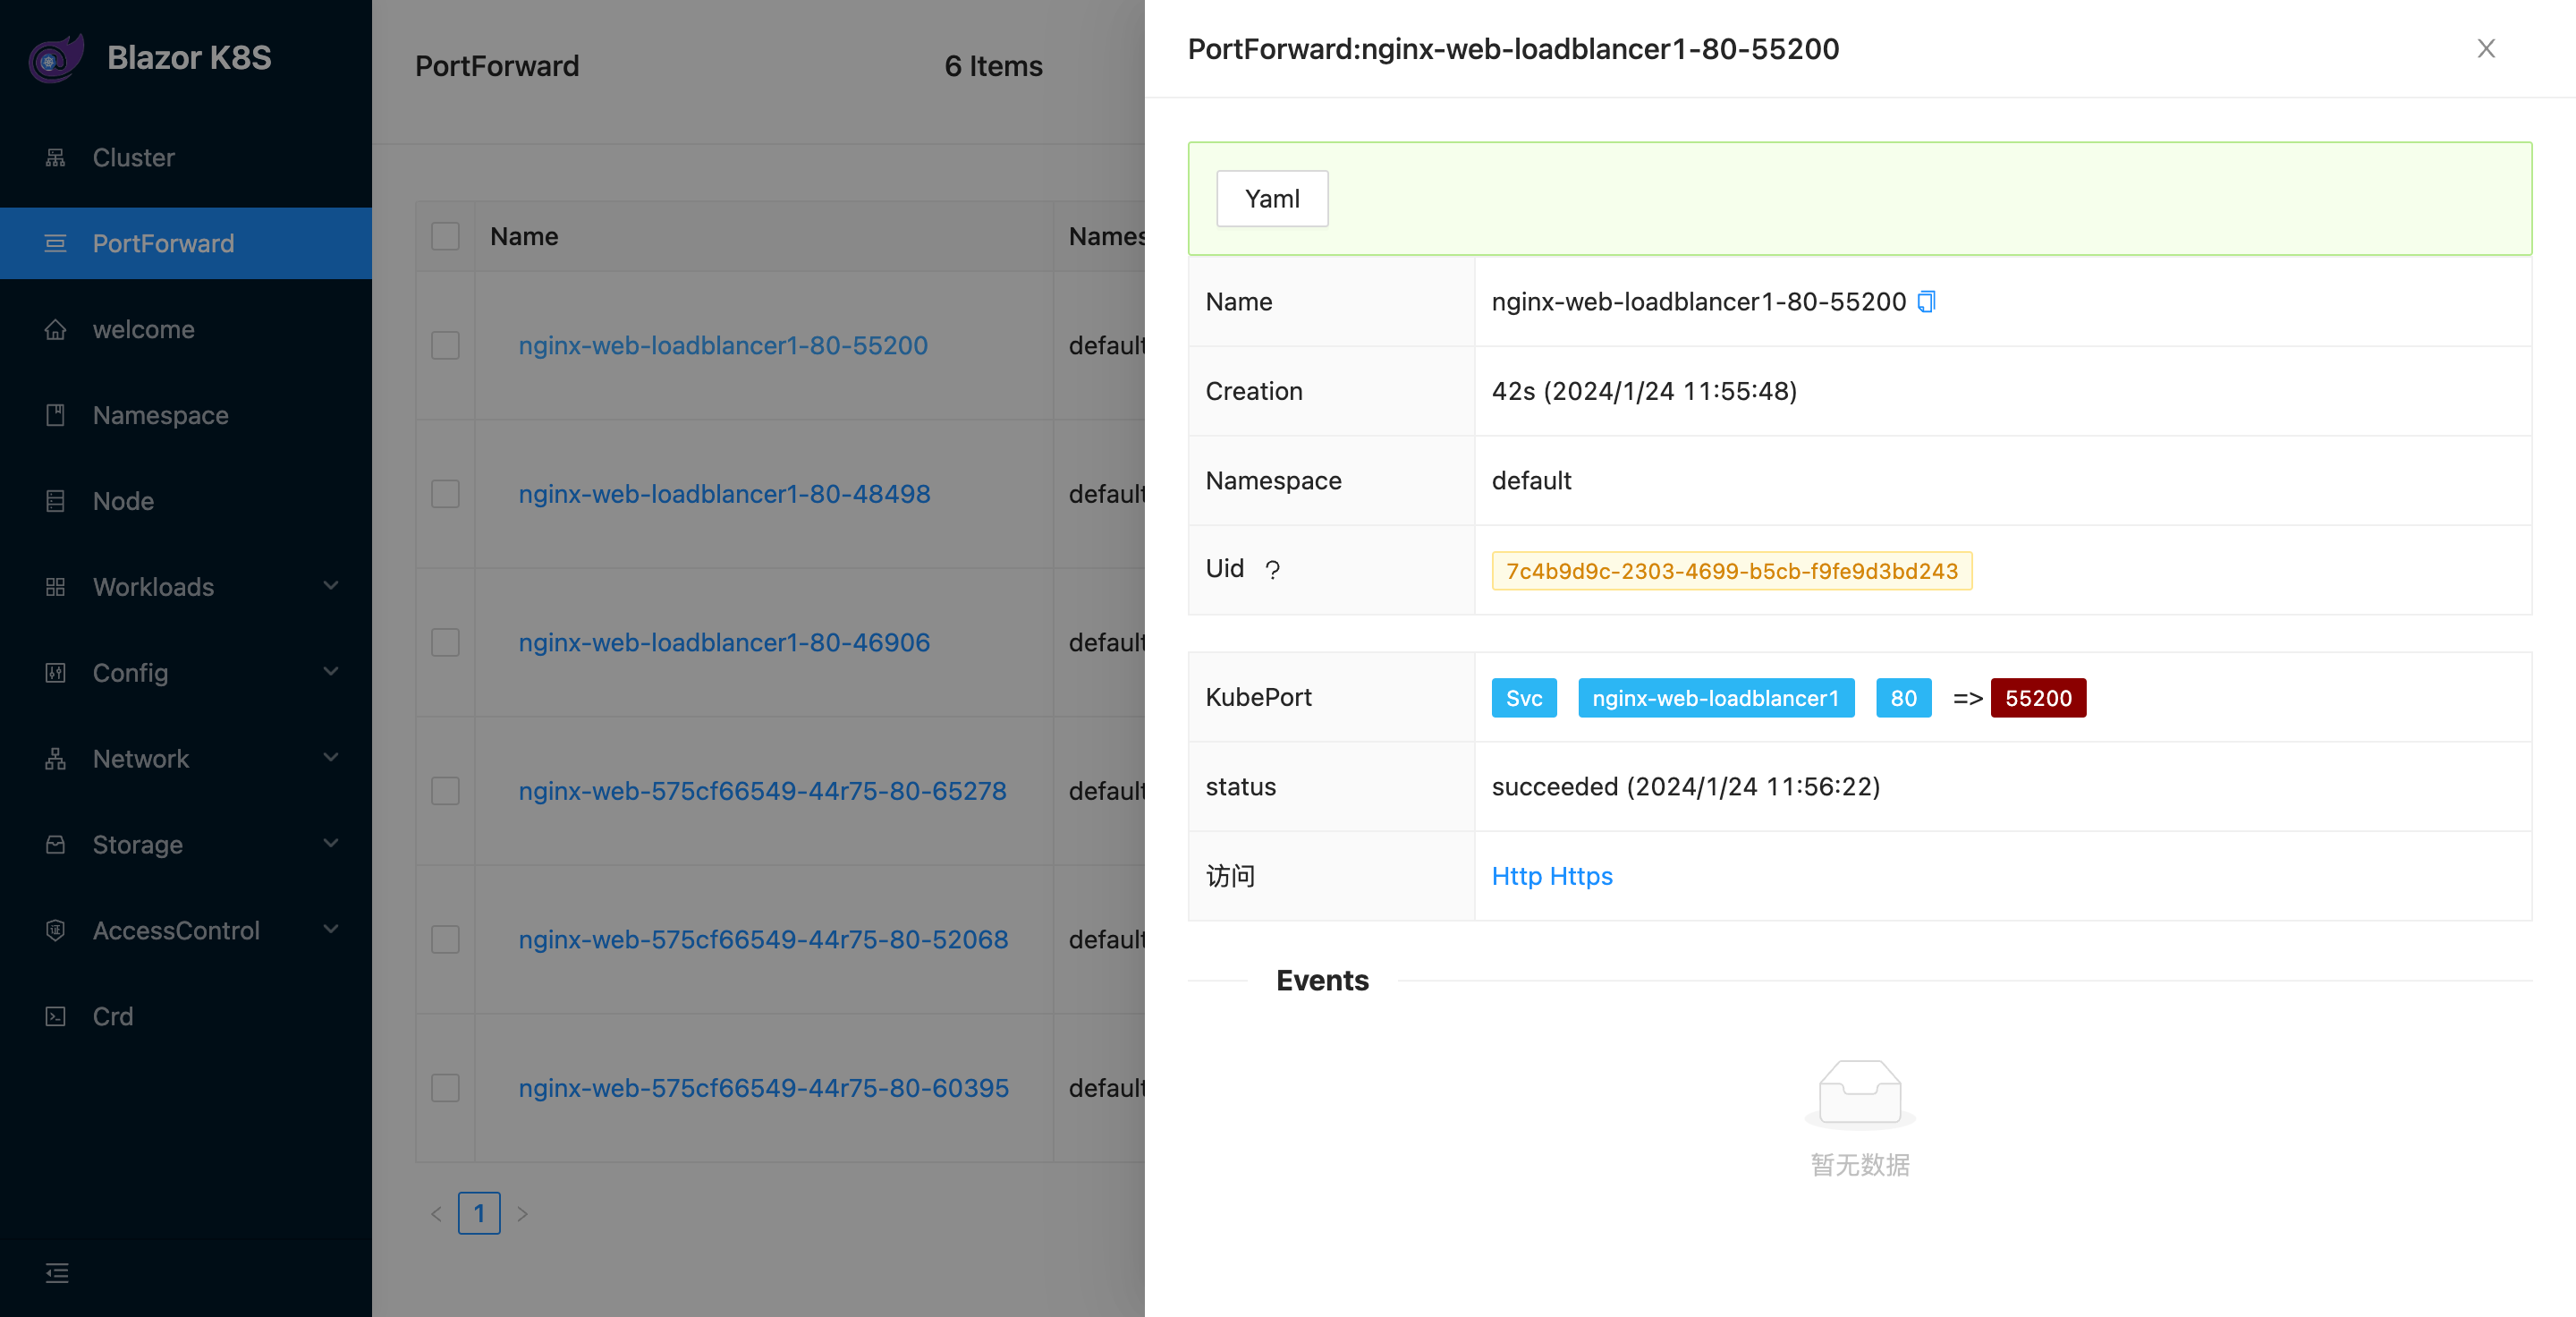 Blazor K8S
Cluster
PortForward
welcome
Namespace
Node
Workloads
Config
Network
Storage
AccessControl
Crd
PortForward 6 Items
Name Names
nginx-web-loadblancer1-80-55200 default
nginx-web-loadblancer1-80-48498 default
nginx-web-loadblancer1-80-46906 default
nginx-web-575cf66549-44r75-80-65278 default
nginx-web-575cf66549-44r75-80-52068 default
nginx-web-575cf66549-44r75-80-60395 default
< 1 >
PortForward:nginx-web-loadblancer1-80-55200
Yaml
Name nginx-web-loadblancer1-80-55200
Creation 42s (2024/1/24 11:55:48)
Namespace default
Uid ? 7c4b9d9c-2303-4699-b5cb-f9fe9d3bd243
KubePort Svc nginx-web-loadblancer1 80 => 55200
status succeeded (2024/1/24 11:56:22)
访问 Http Https
Events
暂无数据